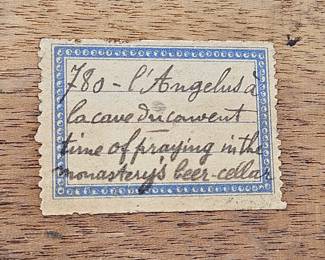 780 - l'Angelus à
la cave du couvent
time of praying in the
monastery's beer-cellar